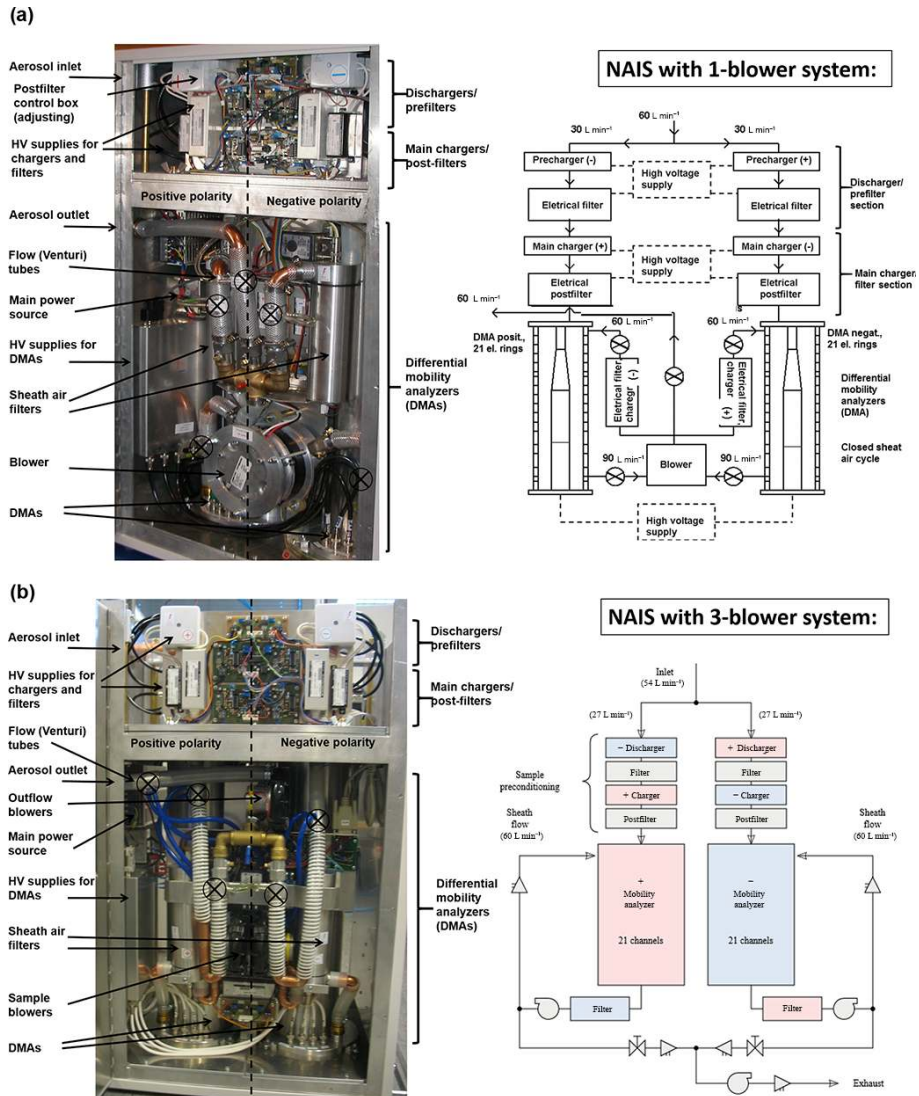 (a)
Aerosol inlet
Postfilter
control box
(adjusting)
HV supplies for
chargers and
filters
Aerosol outlet
Flow (Venturi)
tubes
Main power
source
HV supplies for
DMAs
Sheath air
filters
Blower
DMAs
Positive polarity
Negative polarity
Dischargers/
prefilters
Main chargers/
post-filters
Differential
mobility
analyzers
(DMAs)
NAIS with 1-blower system:
60 L min⁻¹
30 L min⁻¹
30 L min⁻¹
Precharger (-)
Precharger (+)
High voltage
supply
Eletrical filter
Eletrical filter
Discharger/
prefilter
section
Main charger (+)
Main charger (-)
High voltage
supply
Eletrical
postfilter
Eletrical
postfilter
Main charger/
filter section
60 L min⁻¹
60 L min⁻¹
60 L min⁻¹
DMA posit.,
21 el. rings
DMA negat.,
21 el. rings
Eletrical filter,
charegr (-)
Eletrical filter,
charger (+)
Differential
mobility
analyzers
(DMA)
Closed sheat
air cycle
90 L min⁻¹
Blower
90 L min⁻¹
High voltage
supply
(b)
Aerosol inlet
HV supplies for
chargers and
filters
Flow (Venturi)
tubes
Aerosol outlet
Outflow
blowers
Main power
source
HV supplies for
DMAs
Sheath air
filters
Sample
blowers
DMAs
Positive polarity
Negative polarity
Dischargers/
prefilters
Main chargers/
post-filters
Differential
mobility
analyzers
(DMAs)
NAIS with 3-blower system:
Inlet
(54 L min⁻¹)
(27 L min⁻¹)
(27 L min⁻¹)
− Discharger
+ Discharger
Filter
Filter
Sample
preconditioning
+ Charger
− Charger
Postfilter
Postfilter
Sheath
flow
(60 L min⁻¹)
Sheath
flow
(60 L min⁻¹)
+
Mobility
analyzer
21 channels
−
Mobility
analyzer
21 channels
Filter
Filter
Exhaust